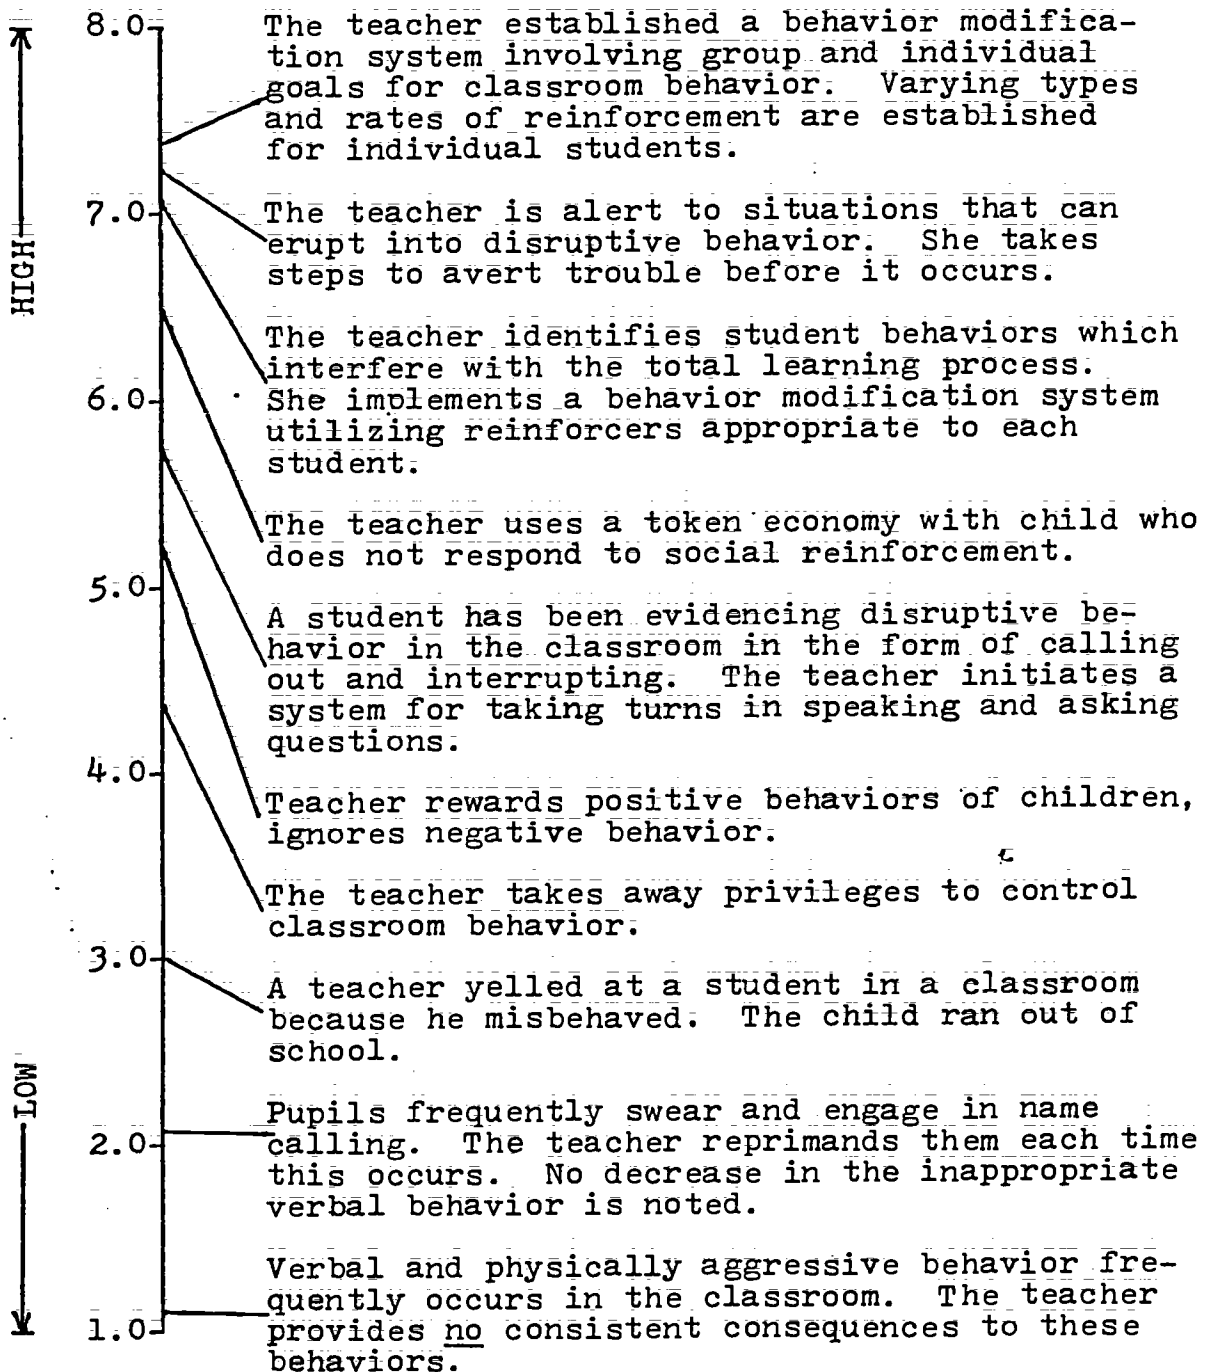 8.0
The teacher established a behavior modifica-
tion system involving group and individual
goals for classroom behavior. Varying types
and rates of reinforcement are established
for individual students.
7.0
The teacher is alert to situations that can
erupt into disruptive behavior. She takes
steps to avert trouble before it occurs.
HIGH
The teacher identifies student behaviors which
interfere with the total learning process.
6.0
She implements a behavior modification system
utilizing reinforcers appropriate to each
student.
The teacher uses a token economy with child who
does not respond to social reinforcement.
5.0
A student has been evidencing disruptive be-
havior in the classroom in the form of calling
out and interrupting. The teacher initiates a
system for taking turns in speaking and asking
questions.
4.0
Teacher rewards positive behaviors of children,
ignores negative behavior.
The teacher takes away privileges to control
classroom behavior.
3.0
A teacher yelled at a student in a classroom
because he misbehaved. The child ran out of
school.
LOW
Pupils frequently swear and engage in name
2.0
calling. The teacher reprimands them each time
this occurs. No decrease in the inappropriate
verbal behavior is noted.
Verbal and physically aggressive behavior fre-
quently occurs in the classroom. The teacher
1.0
provides no consistent consequences to these
behaviors.